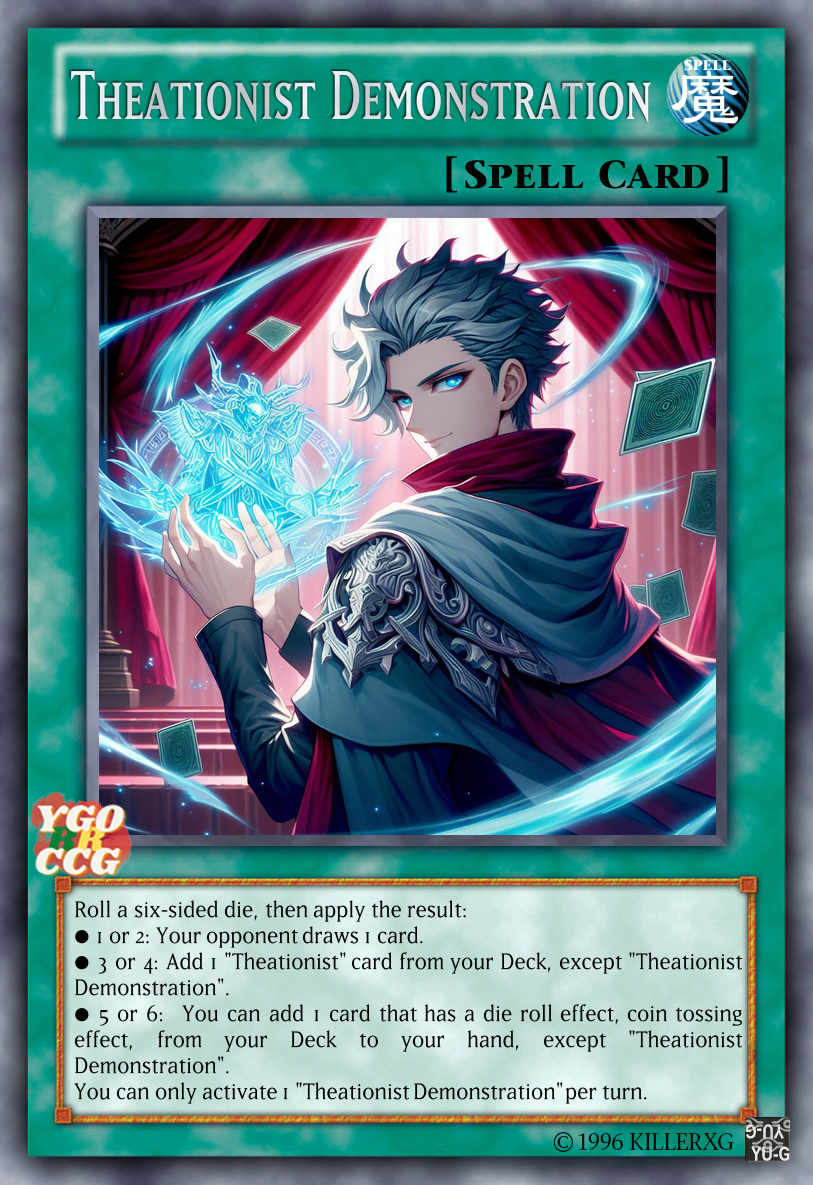 THEATIONIST DEMONSTRATION
SPELL
魔
[SPELL CARD]
YGO
RR
CCG
Roll a six-sided die, then apply the result:
● 1 or 2: Your opponent draws 1 card.
● 3 or 4: Add 1 "Theationist" card from your Deck, except "Theationist
Demonstration".
● 5 or 6: You can add 1 card that has a die roll effect, coin tossing
effect, from your Deck to your hand, except "Theationist
Demonstration".
You can only activate 1 "Theationist Demonstration" per turn.
© 1996 KILLERXG
YU-G